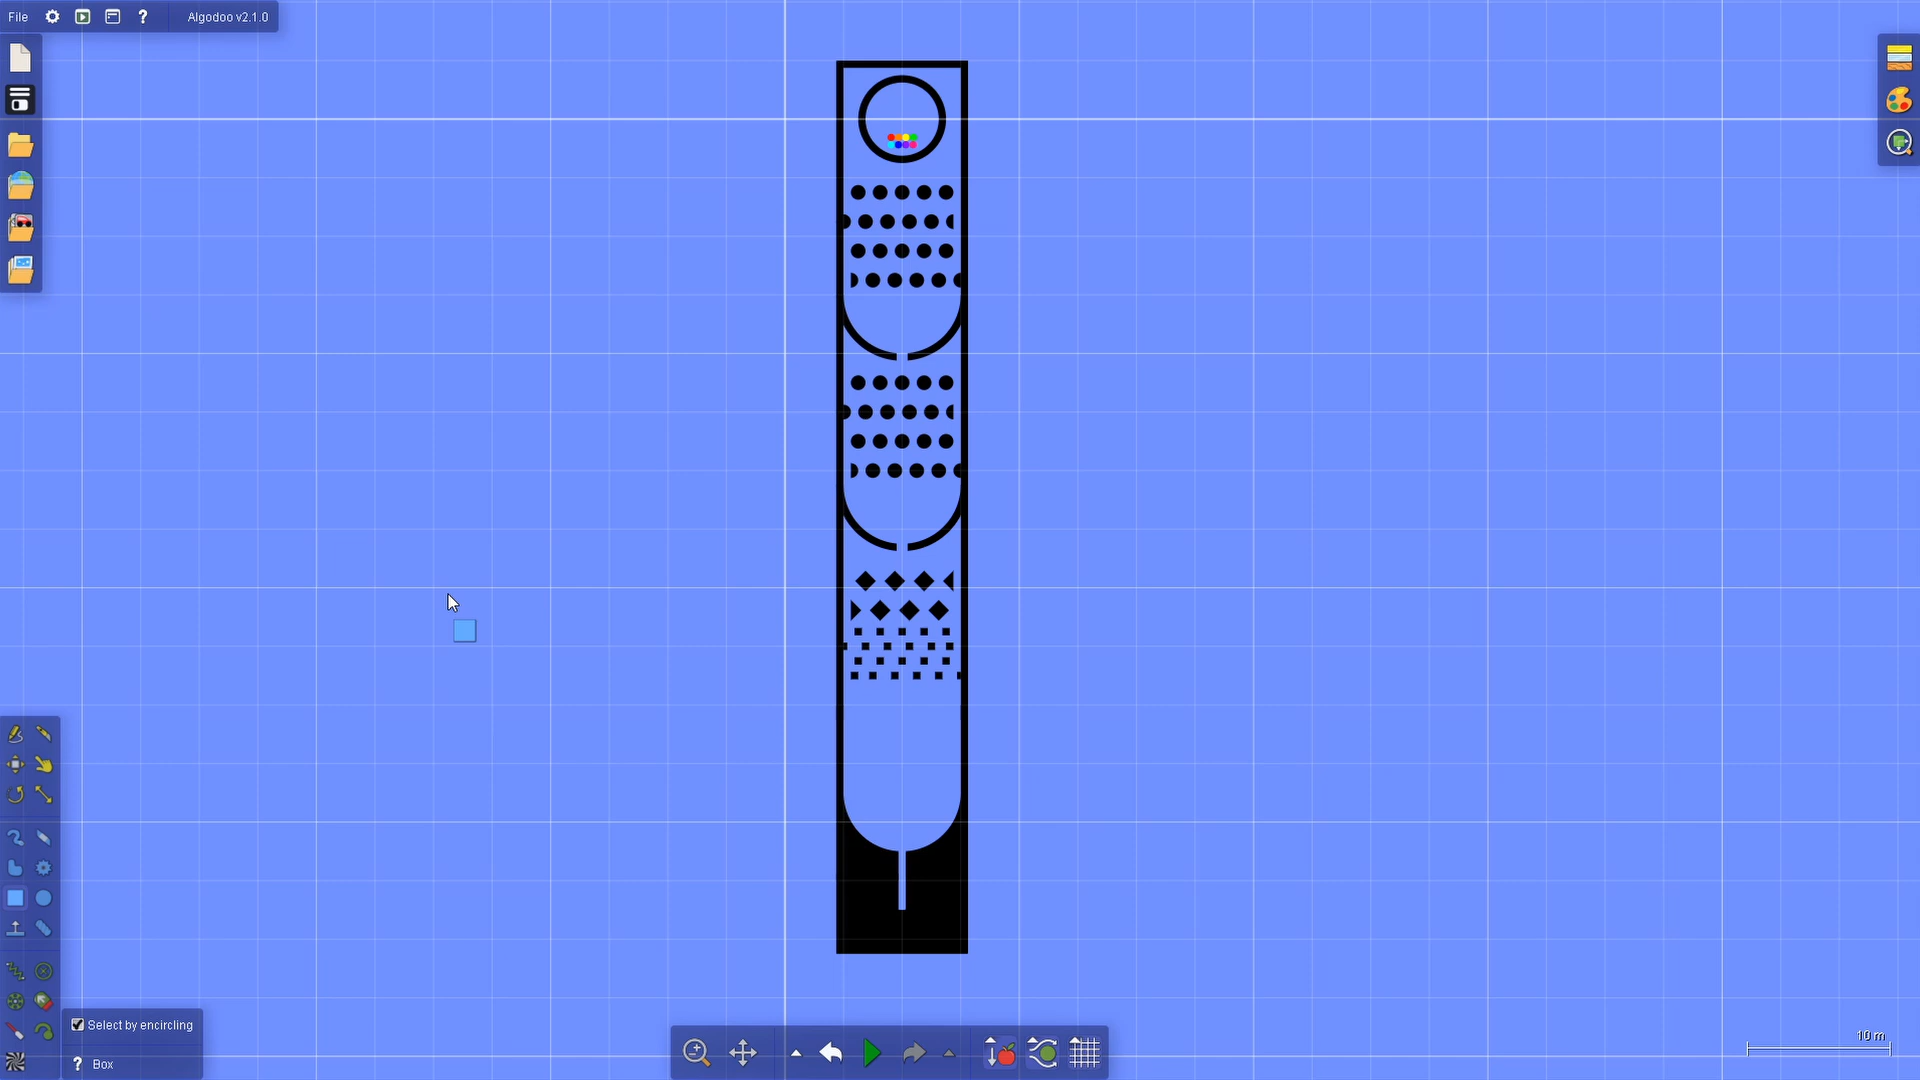 File
? Algodoo v2.1.0
Select by encircling
? Box
10 m